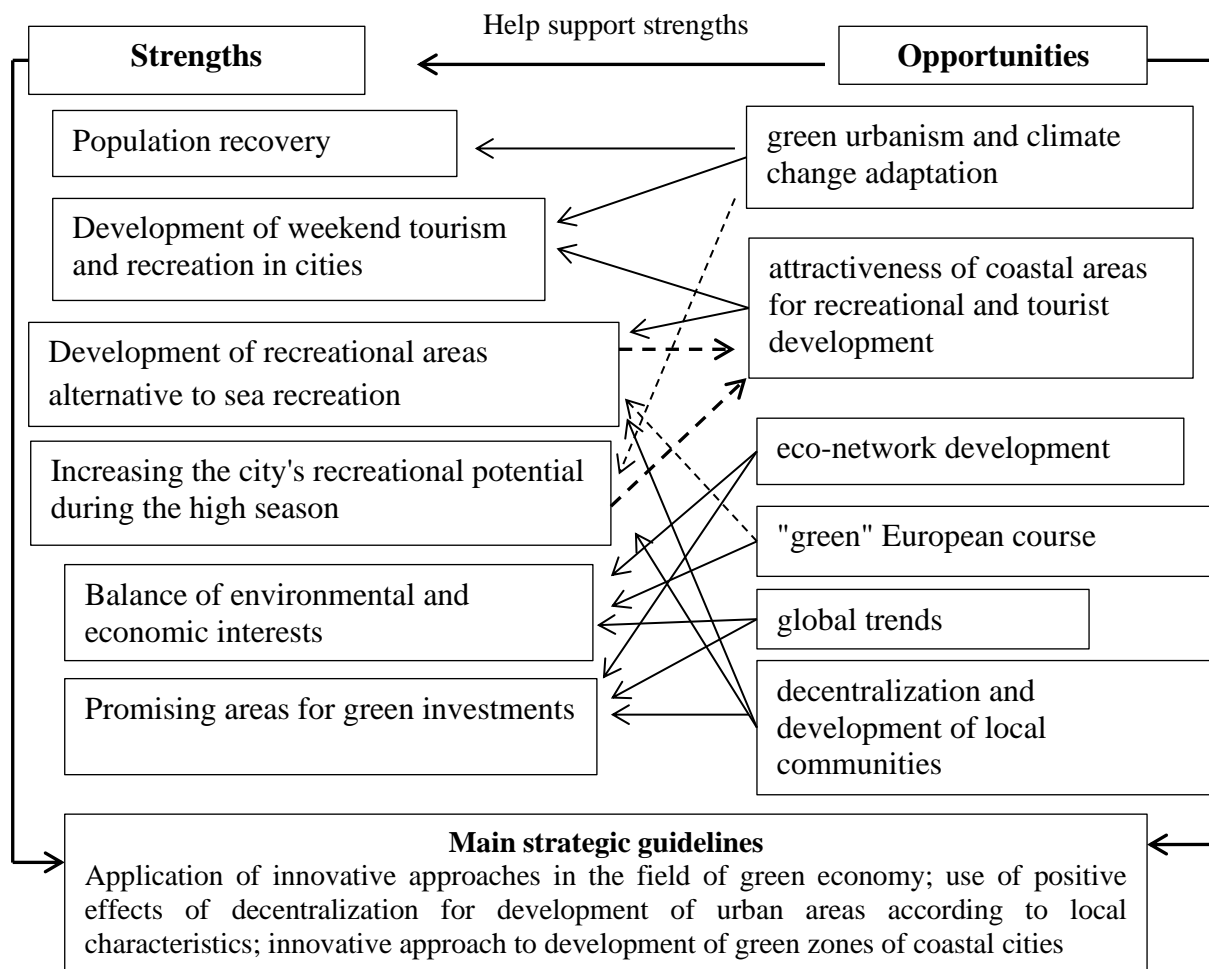 Help support strengths
Strengths
Opportunities
Population recovery
Development of weekend tourism
and recreation in cities
Development of recreational areas
alternative to sea recreation
Increasing the city's recreational potential
during the high season
Balance of environmental and
economic interests
Promising areas for green investments
green urbanism and climate
change adaptation
attractiveness of coastal areas
for recreational and tourist
development
eco-network development
"green" European course
global trends
decentralization and
development of local
communities
Main strategic guidelines
Application of innovative approaches in the field of green economy; use of positive
effects of decentralization for development of urban areas according to local
characteristics; innovative approach to development of green zones of coastal cities